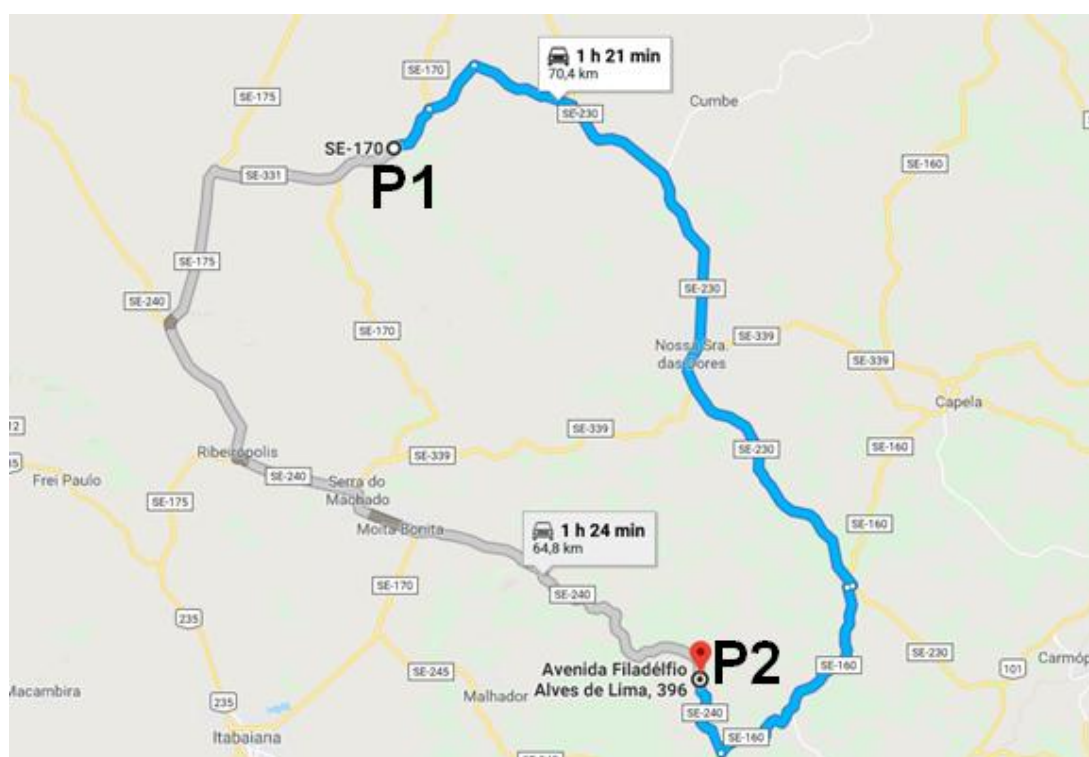 1 h 21 min
70,4 km
SE-170
SE-175
SE-230
Cumbe
SE-170
P1
SE-160
SE-331
SE-175
SE-240
SE-230
SE-170
SE-339
Nossa Sra.
das Dores
SE-339
Capela
12
SE-339
SE-230
SE-160
Ribeirópolis
SE-339
SE-240
Frei Paulo
Serra do
Machado
SE-175
Moita Bonita
1 h 24 min
64,8 km
SE-160
SE-170
SE-240
235
SE-230
SE-160
101
Carmóp
Avenida Filadélfio
Alves de Lima, 396
P2
SE-245
Malhador
Macambira
235
SE-240
SE-160
Itabaiana